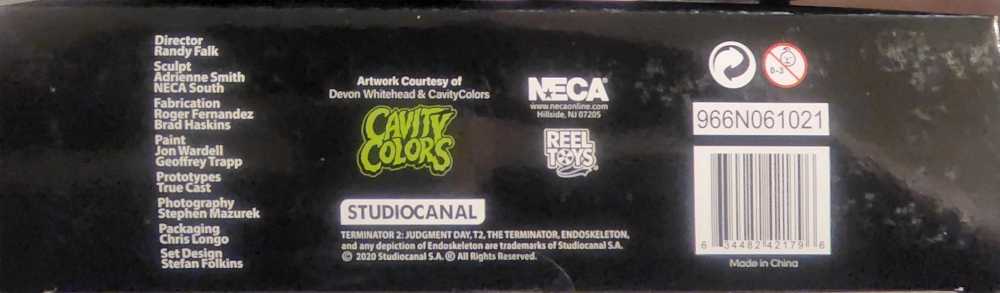 Director
Randy Falk
Sculpt
Adrienne Smith
NECA South
Fabrication
Roger Fernandez
Brad Haskins
Paint
Jon Wardell
Geoffrey Trapp
Prototypes
True Cast
Photography
Stephen Mazurek
Packaging
Chris Longo
Set Design
Stefan Folkins
Artwork Courtesy of
Devon Whitehead & CavityColors
CAVITY
COLORS
STUDIOCANAL
TERMINATOR 2: JUDGMENT DAY, T2, THE TERMINATOR, ENDOSKELETON,
and any depiction of Endoskeleton are trademarks of Studiocanal S.A.
© 2020 Studiocanal S.A. ® All Rights Reserved.
NECA®
www.necaonline.com
Hillside, NJ 07205
REEL
TOYS®
0-3
966N061021
6 34482 42179 6
Made in China